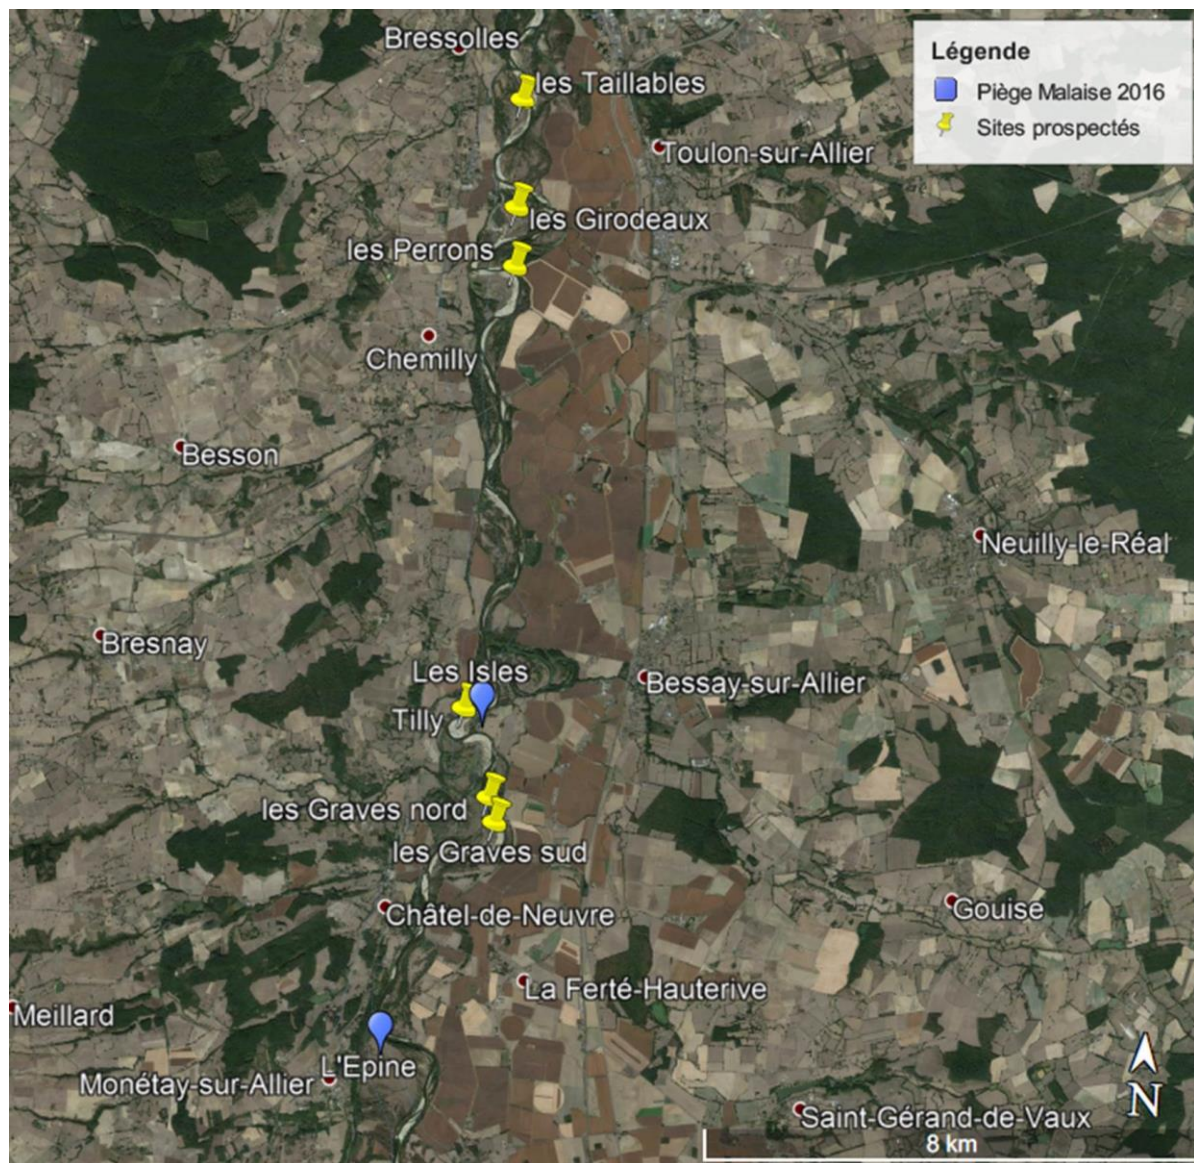 Bressolles
Légende
les Taillables
Piège Malaise 2016
Sites prospectés
Toulon-sur-Allier
les Girodeaux
les Perrons
Chemilly
Besson
Neuilly-le-Réal
Bresnay
Les Isles
Bessay-sur-Allier
Tilly
les Graves nord
les Graves sud
Châtel-de-Neuvre
Gouise
La Ferté-Hauterive
Meillard
L'Epine
Monétay-sur-Allier
N
Saint-Gérand-de-Vaux
8 km